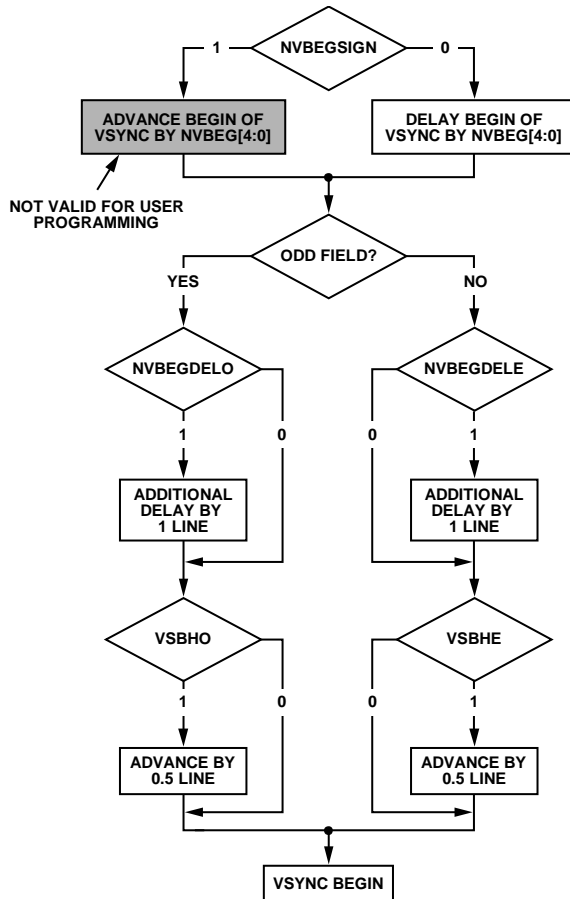 NVBEGSIGN
1
0
ADVANCE BEGIN OF
VSYNC BY NVBEG[4:0]
DELAY BEGIN OF
VSYNC BY NVBEG[4:0]
NOT VALID FOR USER
PROGRAMMING
ODD FIELD?
YES
NO
NVBEGDELO
NVBEGDELE
1
0
0
1
ADDITIONAL
DELAY BY
1 LINE
ADDITIONAL
DELAY BY
1 LINE
VSBHO
VSBHE
1
0
0
1
ADVANCE BY
0.5 LINE
ADVANCE BY
0.5 LINE
VSYNC BEGIN